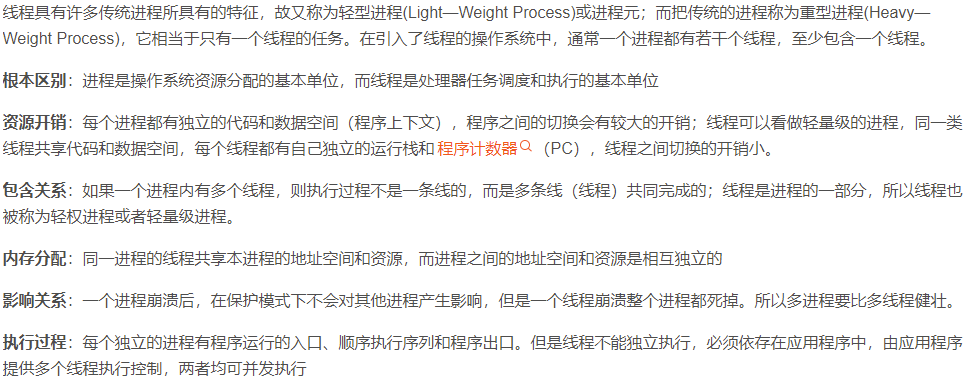 线程具有许多传统进程所具有的特征，故又称为轻型进程(Light—Weight Process)或进程元；而把传统的进程称为重型进程(Heavy—
Weight Process)，它相当于只有一个线程的任务。在引入了线程的操作系统中，通常一个进程都有若干个线程，至少包含一个线程。
根本区别：进程是操作系统资源分配的基本单位，而线程是处理器任务调度和执行的基本单位
资源开销：每个进程都有独立的代码和数据空间（程序上下文），程序之间的切换会有较大的开销；线程可以看做轻量级的进程，同一类
线程共享代码和数据空间，每个线程都有自己独立的运行栈和程序计数器（PC），线程之间切换的开销小。
包含关系：如果一个进程内有多个线程，则执行过程不是一条线的，而是多条线（线程）共同完成的；线程是进程的一部分，所以线程也
被称为轻权进程或者轻量级进程。
内存分配：同一进程的线程共享本进程的地址空间和资源，而进程之间的地址空间和资源是相互独立的
影响关系：一个进程崩溃后，在保护模式下不会对其他进程产生影响，但是一个线程崩溃整个进程都死掉。所以多进程要比多线程健壮。
执行过程：每个独立的进程有程序运行的入口、顺序执行序列和程序出口。但是线程不能独立执行，必须依存在应用程序中，由应用程序
提供多个线程执行控制，两者均可并发执行